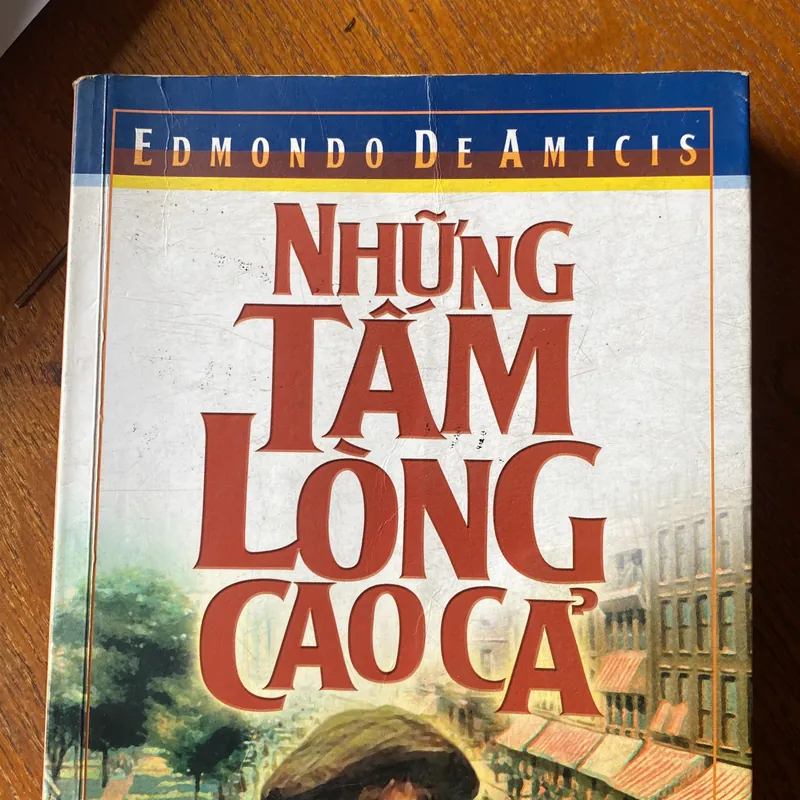 EDMONDO DE AMICIS
NHỮNG
TẤM
LÒNG
CAO CẢ